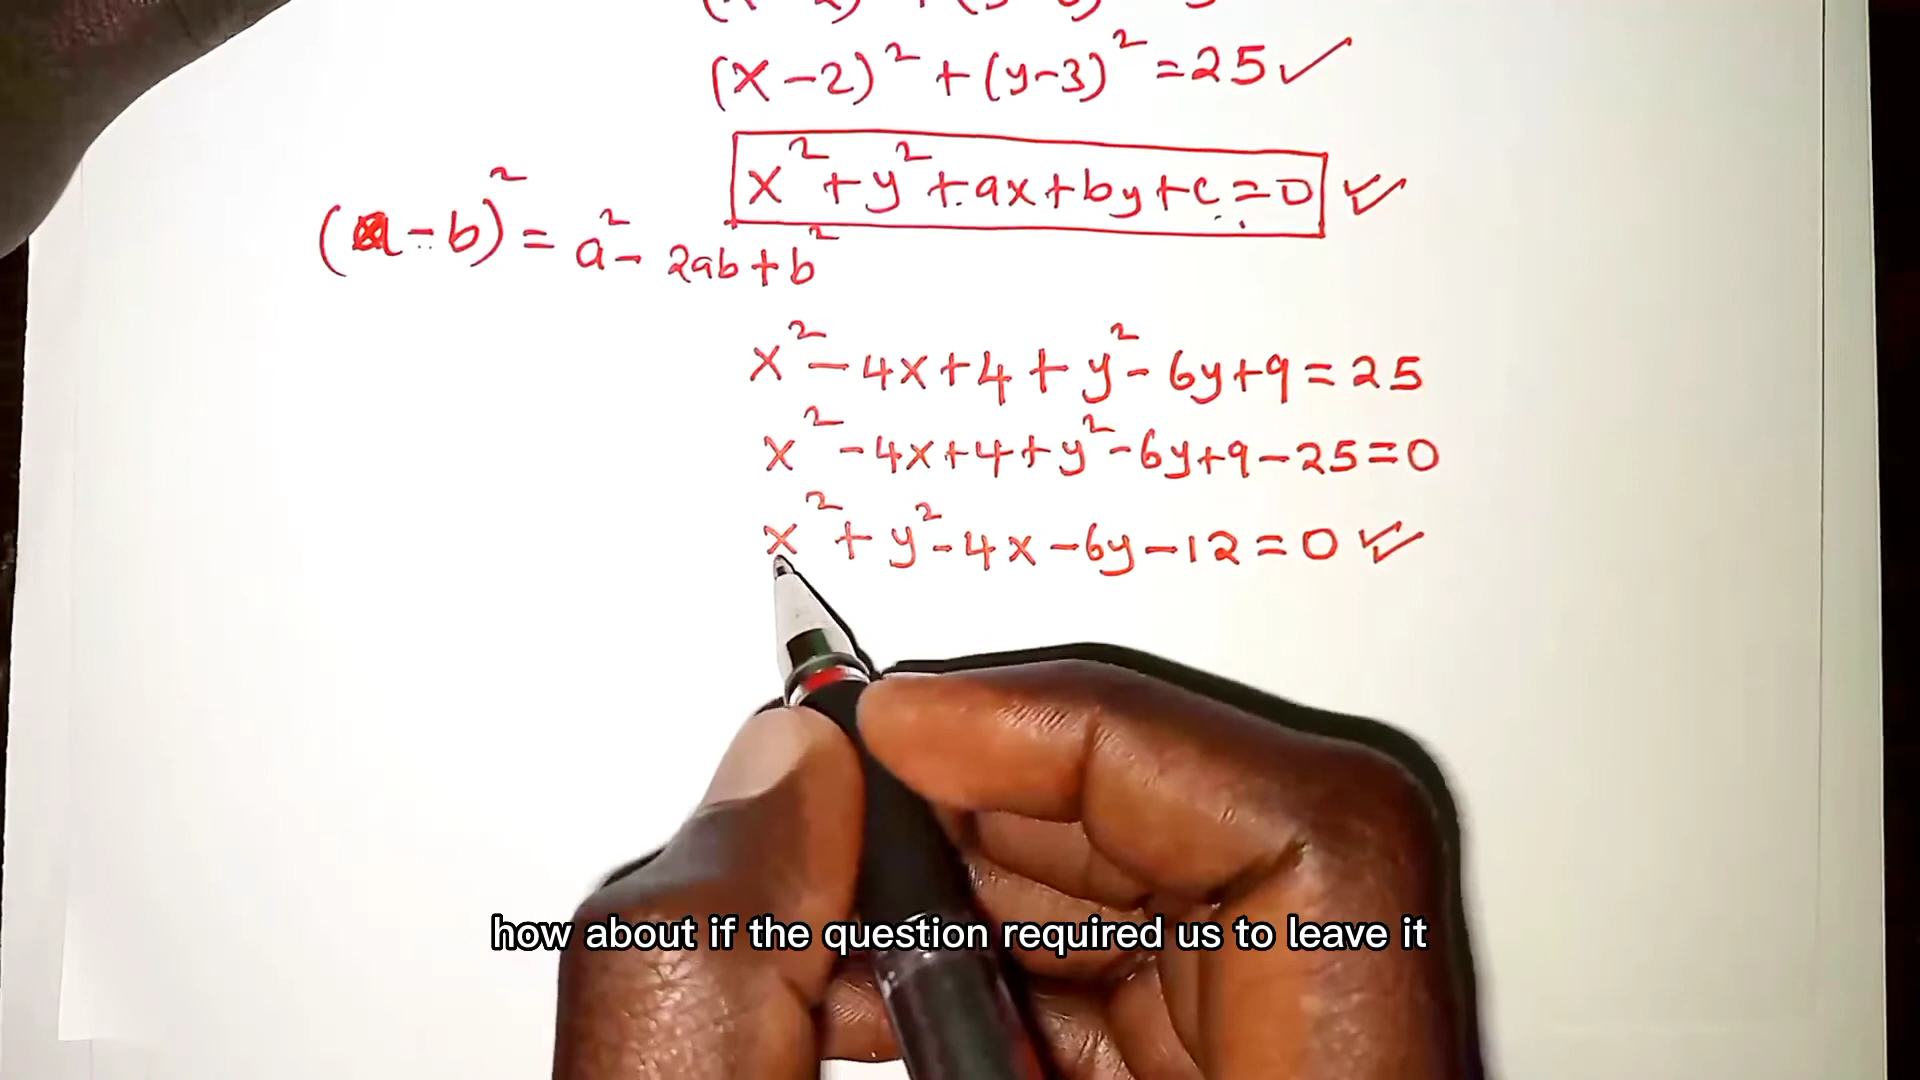 (x-2)² + (y-3)² = 25 ✓
x² + y² + ax + by + c = 0 ✓
(a - b)² = a² - 2ab + b²
x² - 4x + 4 + y² - 6y + 9 = 25
x² - 4x + 4 + y² - 6y + 9 - 25 = 0
x² + y² - 4x - 6y - 12 = 0 ✓
how about if the question required us to leave it